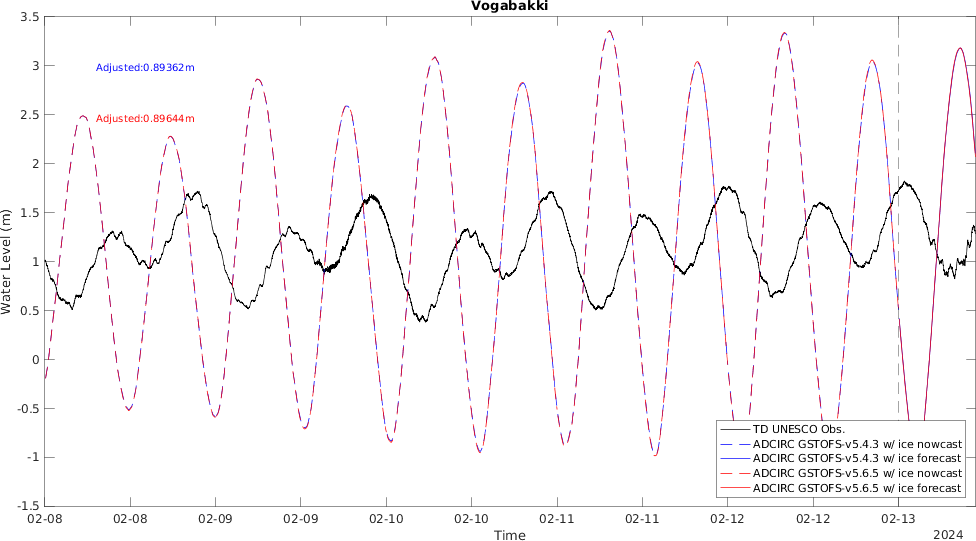 Vogabakki
3.5
3
2.5
2
1.5
1
0.5
0
-0.5
-1
-1.5
Water Level (m)
Adjusted:0.89362m
Adjusted:0.89644m
TD UNESCO Obs.
ADCIRC GSTOFS-v5.4.3 w/ ice nowcast
ADCIRC GSTOFS-v5.4.3 w/ ice forecast
ADCIRC GSTOFS-v5.6.5 w/ ice nowcast
ADCIRC GSTOFS-v5.6.5 w/ ice forecast
02-08 02-08 02-09 02-09 02-10 02-10 02-11 02-11 02-12 02-12 02-13
Time
2024